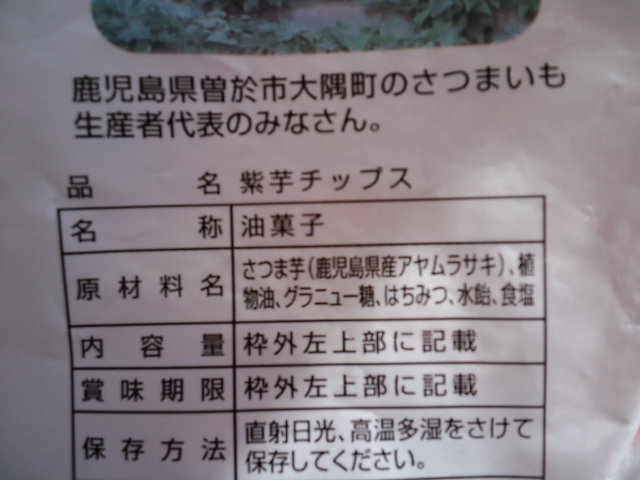 鹿児島県曽於市大隅町のさつまいも
生産者代表のみなさん。
品名 紫芋チップス
名称 油菓子
原材料名 さつま芋(鹿児島県産アヤムラサキ)、植
物油、グラニュー糖、はちみつ、水飴、食塩
内容量 枠外左上部に記載
賞味期限 枠外左上部に記載
保存方法 直射日光、高温多湿をさけて
保存してください。